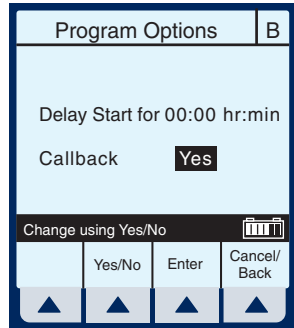 Program Options B
Delay Start for 00:00 hr:min
Callback Yes
Change using Yes/No
Yes/No Enter Cancel/
Back